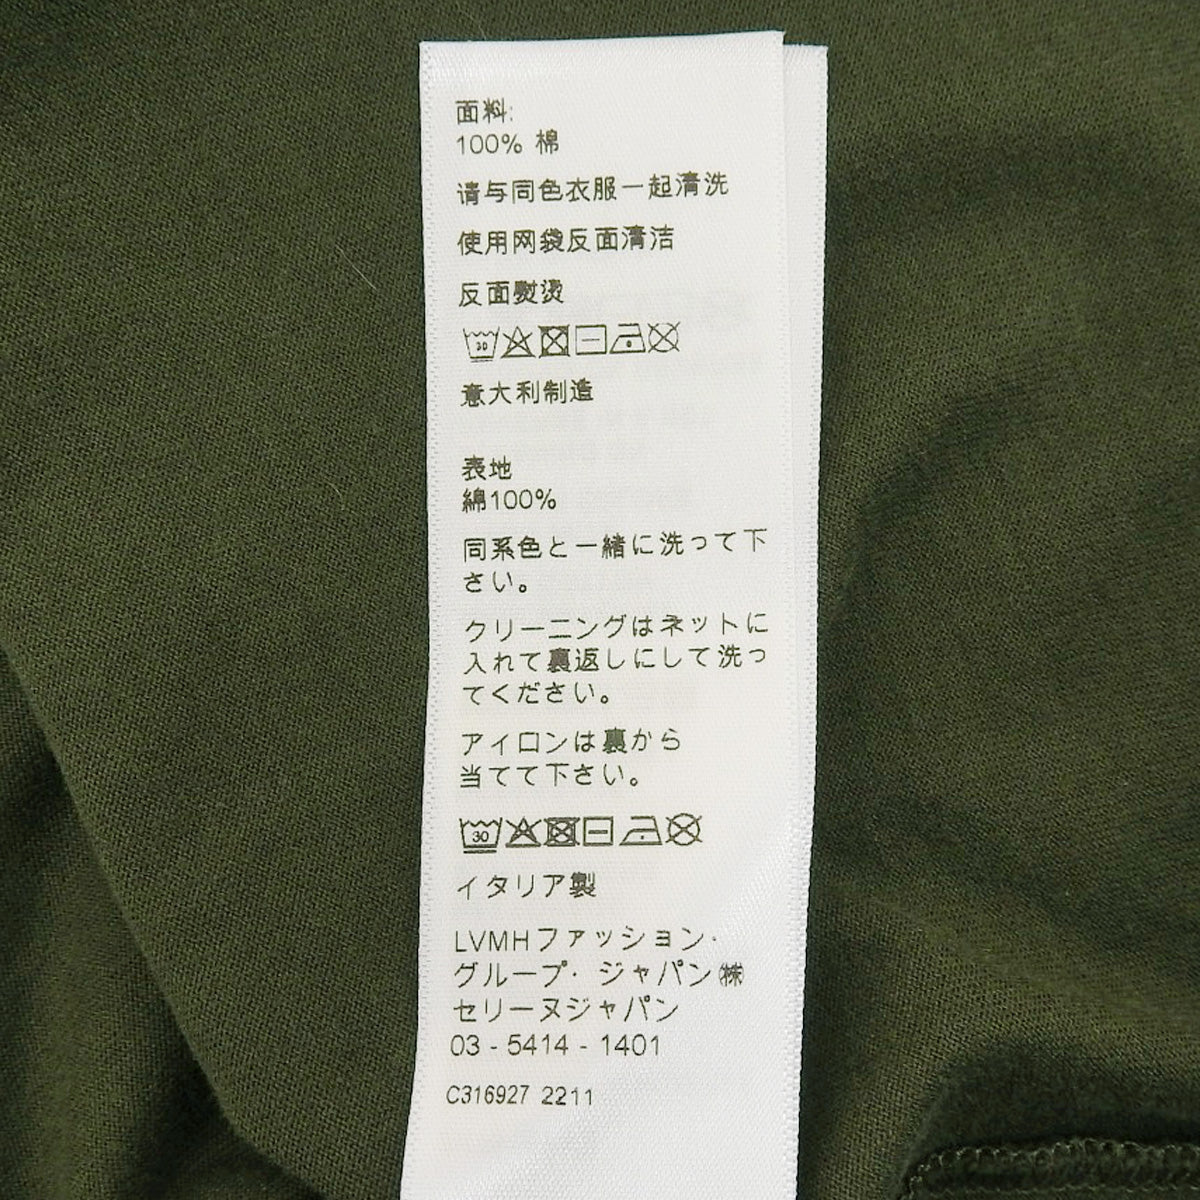 面料:
100% 棉
请与同色衣服一起清洗
使用网袋反面清洁
反面熨烫
30
意大利制造
表地
綿100%
同系色と一緒に洗って下
さい。
クリーニングはネットに
入れて裏返しにして洗っ
てください。
アイロンは裏から
当てて下さい。
30
イタリア製
LVMHファッション·
グループ· ジャパン㈱
セリーヌジャパン
03 - 5414 - 1401
C316927 2211